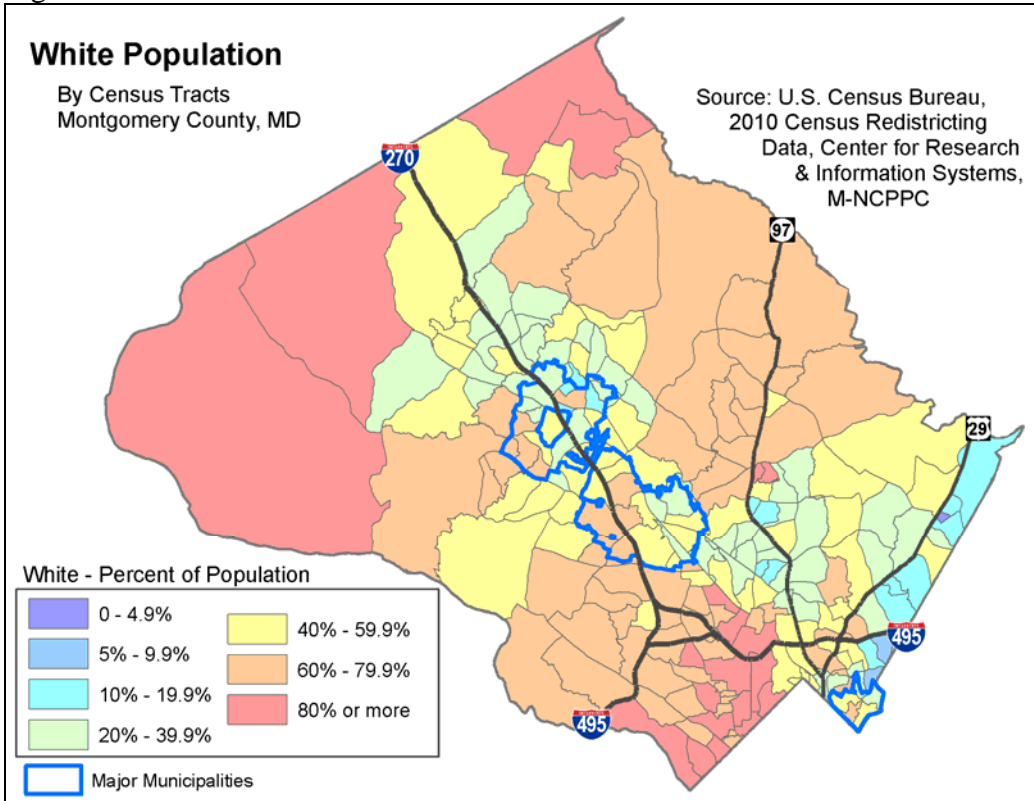 White Population
By Census Tracts
Montgomery County, MD
Source: U.S. Census Bureau,
2010 Census Redistricting
Data, Center for Research
& Information Systems,
M-NCPPC
270
97
29
495
495
White - Percent of Population
0 - 4.9%
5% - 9.9%
10% - 19.9%
20% - 39.9%
40% - 59.9%
60% - 79.9%
80% or more
Major Municipalities